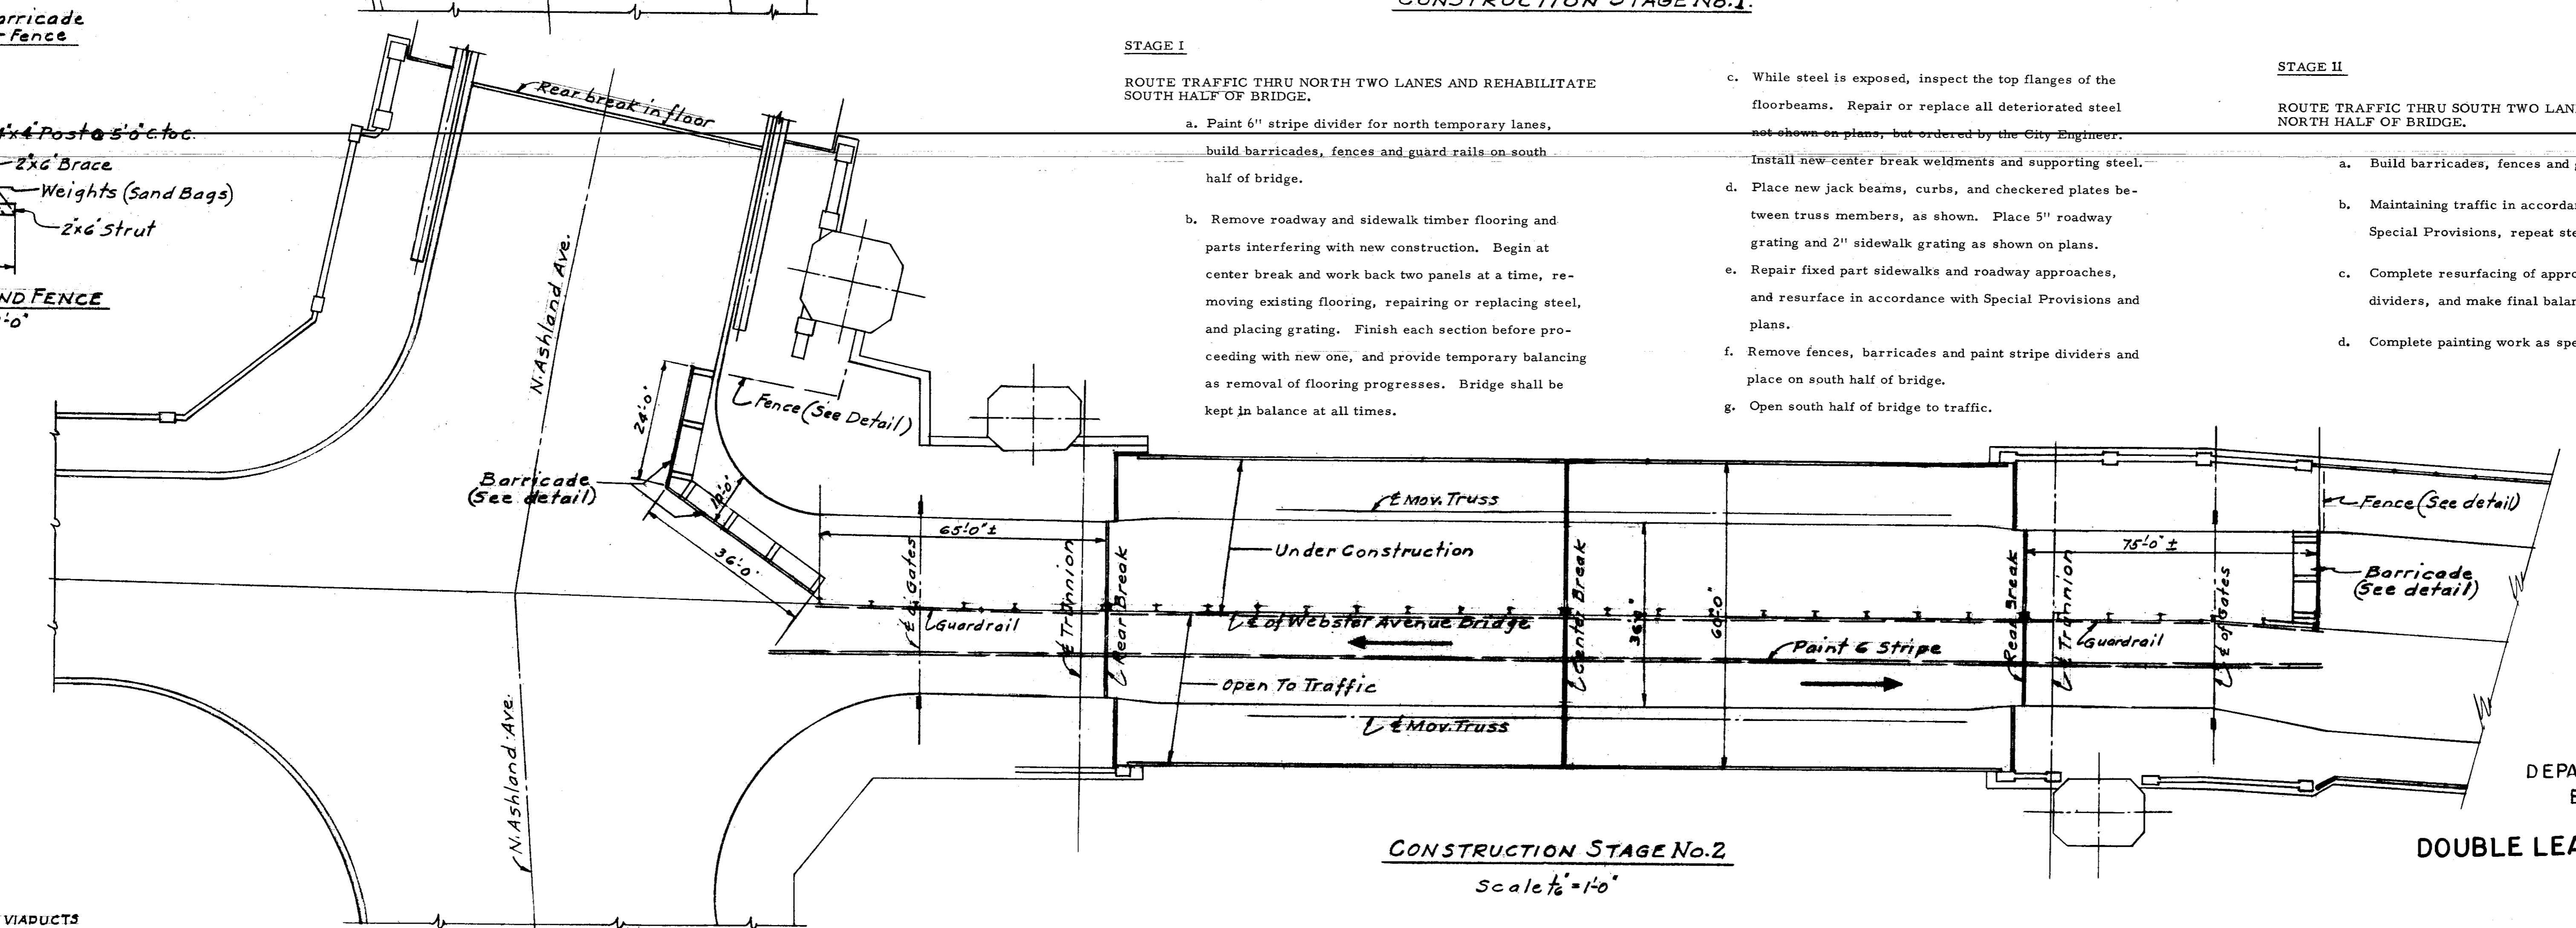 arricade
Fence
4"x4" Post @ 5'-0" c. to c.
2"x6" Brace
Weights (Sand Bags)
2"x6" Strut
ND FENCE
VIADUCTS
CONSTRUCTION STAGE No.1.
STAGE I
ROUTE TRAFFIC THRU NORTH TWO LANES AND REHABILITATE
SOUTH HALF OF BRIDGE.
a. Paint 6" stripe divider for north temporary lanes,
build barricades, fences and guard rails on south
half of bridge.
b. Remove roadway and sidewalk timber flooring and
parts interfering with new construction. Begin at
center break and work back two panels at a time, re-
moving existing flooring, repairing or replacing steel,
and placing grating. Finish each section before pro-
ceeding with new one, and provide temporary balancing
as removal of flooring progresses. Bridge shall be
kept in balance at all times.
c. While steel is exposed, inspect the top flanges of the
floorbeams. Repair or replace all deteriorated steel
not shown on plans, but ordered by the City Engineer.
Install new center break weldments and supporting steel.
d. Place new jack beams, curbs, and checkered plates be-
tween truss members, as shown. Place 5" roadway
grating and 2" sidewalk grating as shown on plans.
e. Repair fixed part sidewalks and roadway approaches,
and resurface in accordance with Special Provisions and
plans.
f. Remove fences, barricades and paint stripe dividers and
place on south half of bridge.
g. Open south half of bridge to traffic.
STAGE II
ROUTE TRAFFIC THRU SOUTH TWO LAN
NORTH HALF OF BRIDGE.
a. Build barricades, fences and
b. Maintaining traffic in accorda
Special Provisions, repeat ste
c. Complete resurfacing of appro
dividers, and make final balan
d. Complete painting work as spe
Rear break in floor
N. Ashland Ave.
24'-0"
Fence (See Detail)
Barricade
(See detail)
10'-0"
36'-0"
65'-0" ±
℄ Gates
℄ Trunnion
Rear Break
Guardrail
℄ Mov. Truss
Under Construction
℄ of Webster Avenue Bridge
Center Break
60'-0"
Paint 6 Stripe
Open To Traffic
℄ Mov. Truss
Rear Break
℄ Trunnion
Guardrail
75'-0" ±
℄ of Gates
Fence (See detail)
Barricade
(See detail)
N. Ashland Ave.
CONSTRUCTION STAGE No.2
DEPA
DOUBLE LEA